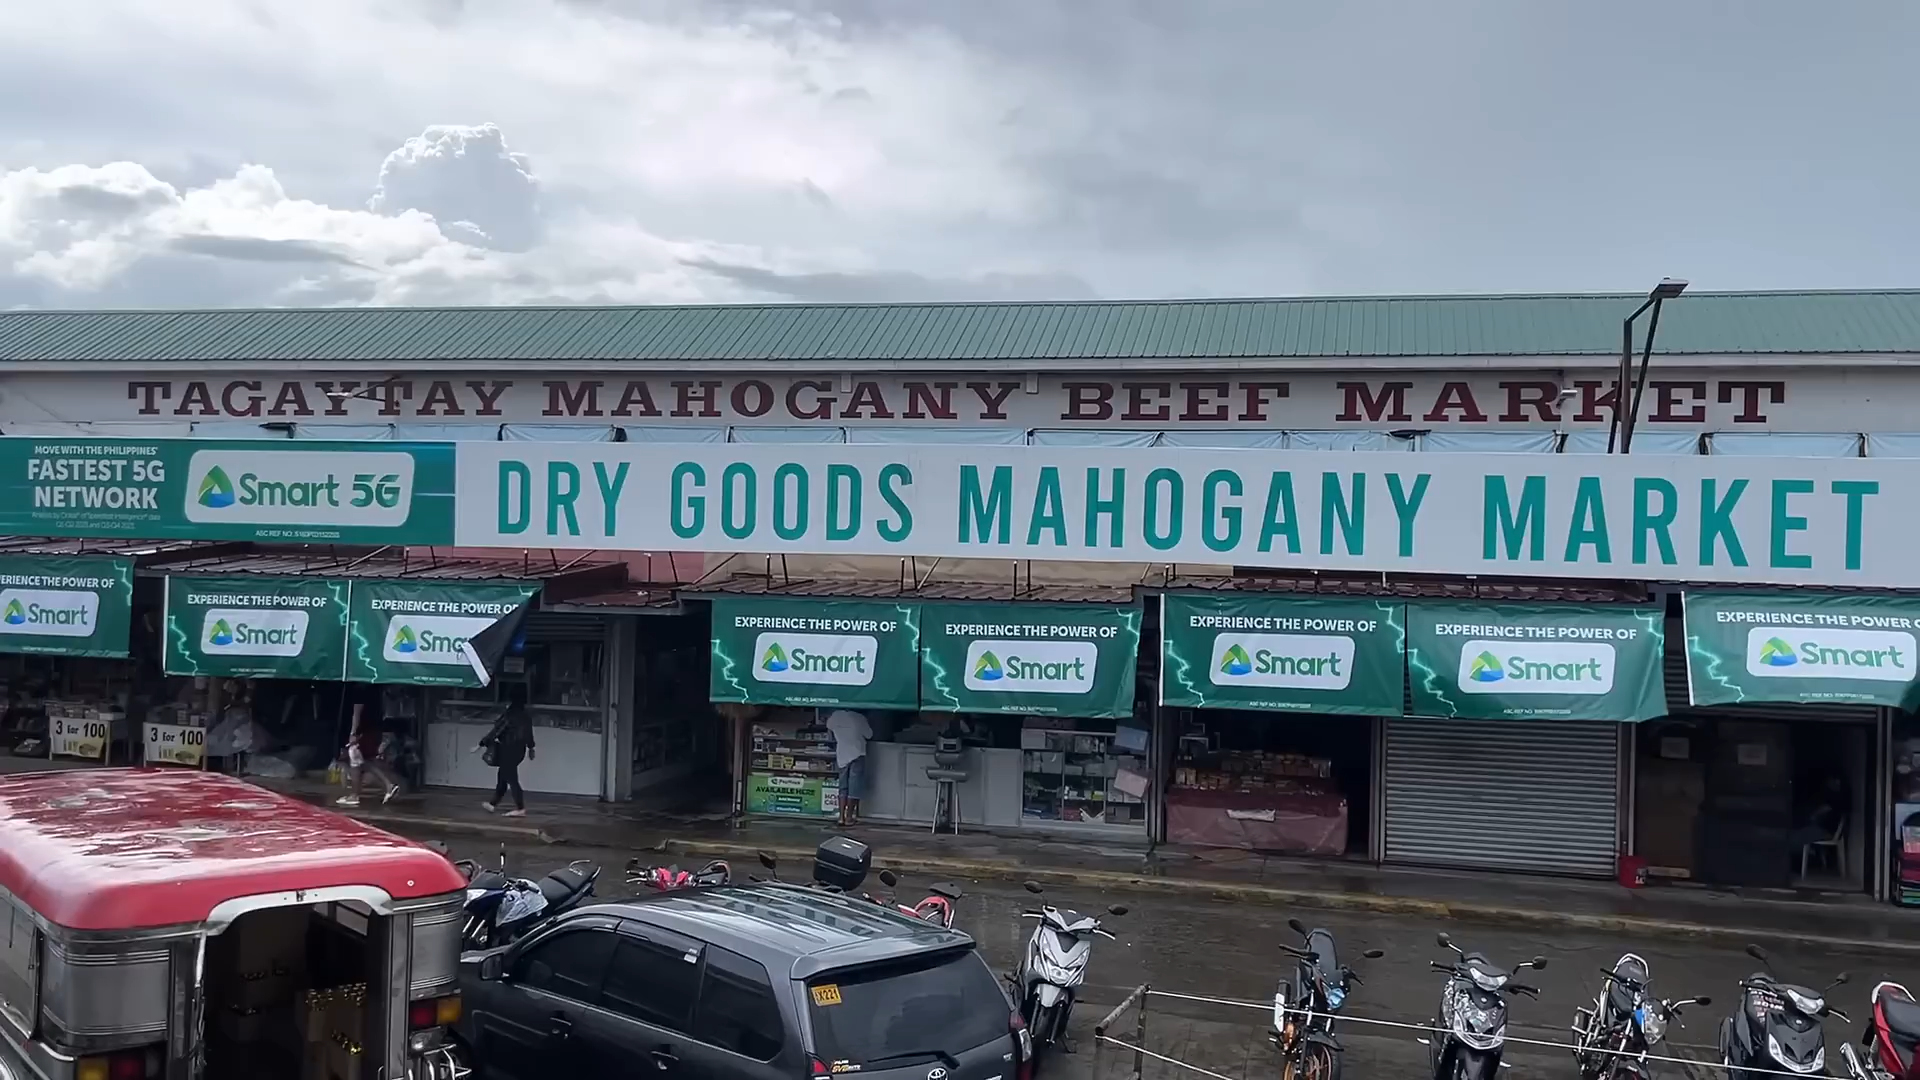 TAGAYTAY MAHOGANY BEEF MARKET
MOVE WITH THE PHILIPPINES'
FASTEST 5G
NETWORK
Smart 5G
DRY GOODS MAHOGANY MARKET
EXPERIENCE THE POWER OF
Smart
EXPERIENCE THE POWER OF
Smart
EXPERIENCE THE POWER OF
Smart
EXPERIENCE THE POWER OF
Smart
EXPERIENCE THE POWER OF
Smart
EXPERIENCE THE POWER OF
Smart
EXPERIENCE THE POWER OF
Smart
3 for 100
3 for 100
AVAILABLE HERE